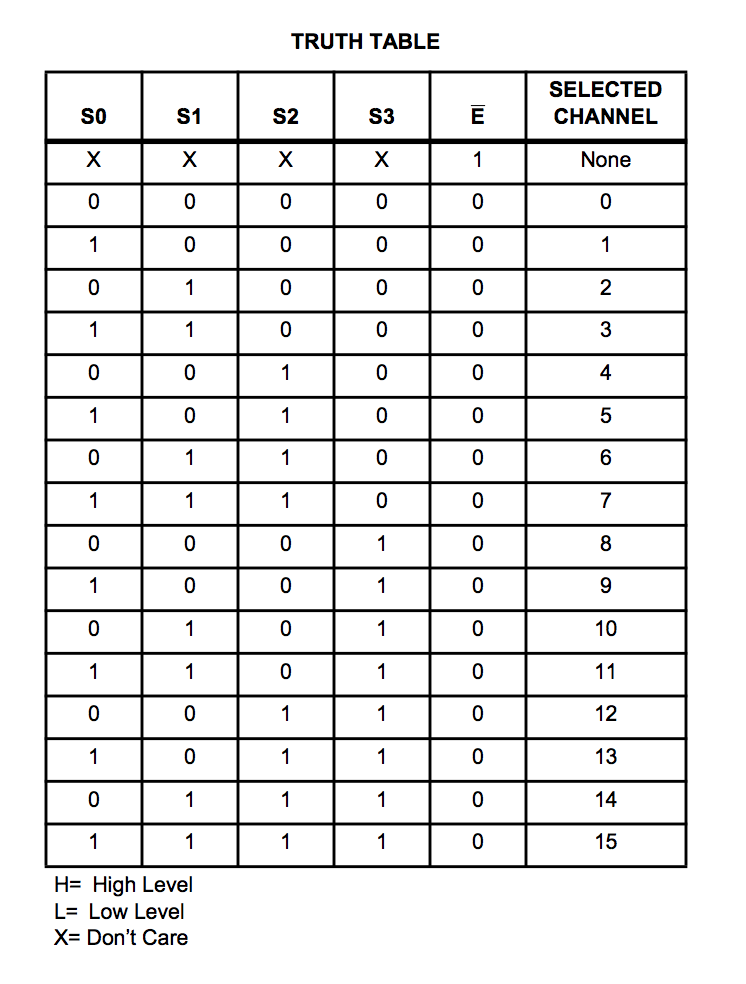 TRUTH TABLE
S0 S1 S2 S3 E̅ SELECTED CHANNEL
X X X X 1 None
0 0 0 0 0 0
1 0 0 0 0 1
0 1 0 0 0 2
1 1 0 0 0 3
0 0 1 0 0 4
1 0 1 0 0 5
0 1 1 0 0 6
1 1 1 0 0 7
0 0 0 1 0 8
1 0 0 1 0 9
0 1 0 1 0 10
1 1 0 1 0 11
0 0 1 1 0 12
1 0 1 1 0 13
0 1 1 1 0 14
1 1 1 1 0 15
H= High Level
L= Low Level
X= Don't Care